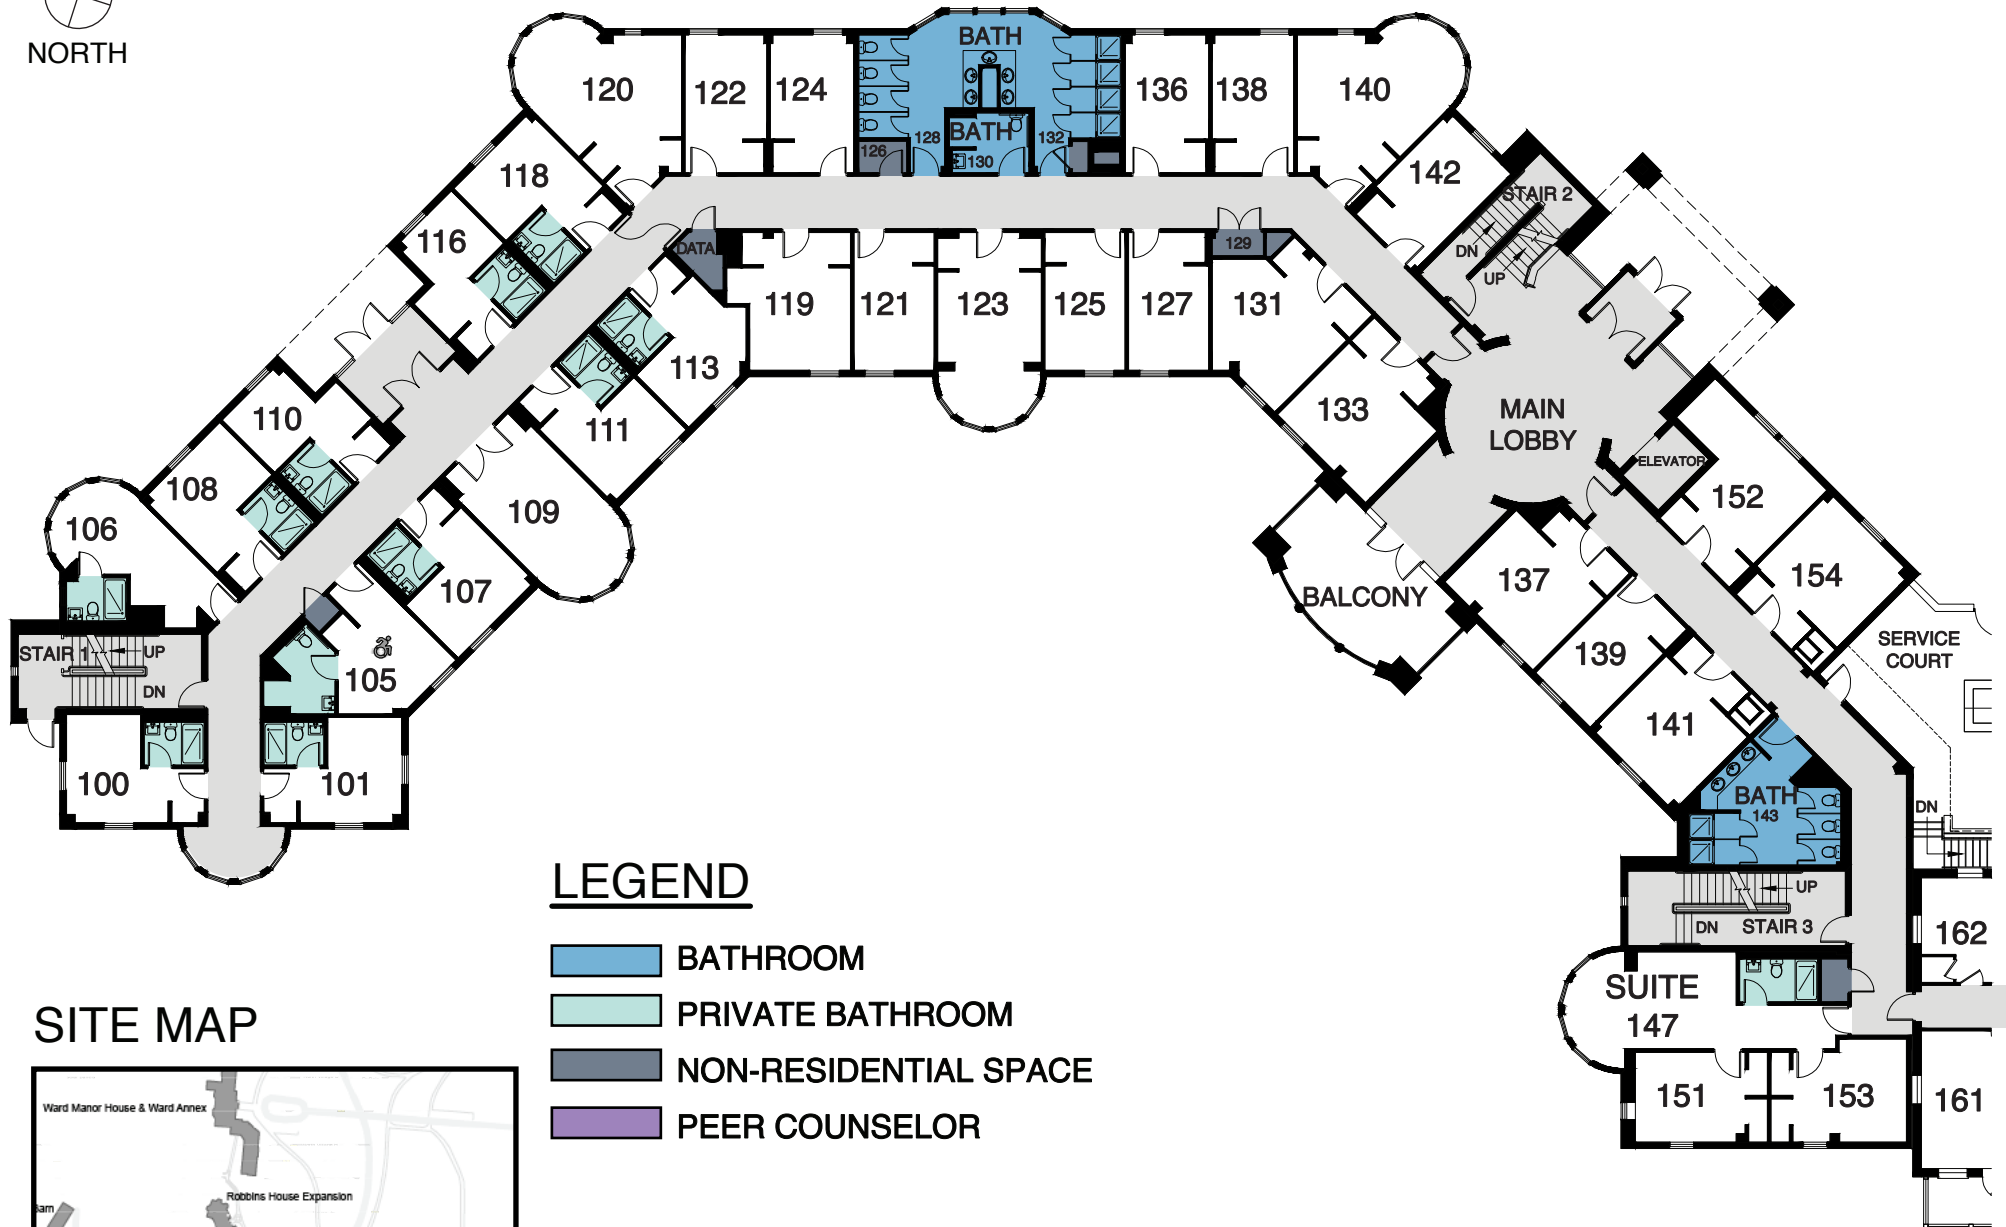 NORTH
BATH
120
122
124
136
138
140
128
BATH
132
126
130
118
142
STAIR 2
116
DATA
129
DN
UP
119
121
123
125
127
131
113
110
111
133
MAIN
LOBBY
ELEVATOR
108
109
152
106
107
137
154
BALCONY
STAIR 1
UP
DN
105
139
SERVICE
COURT
141
100
101
BATH
143
DN
LEGEND
UP
DN
STAIR 3
162
BATHROOM
PRIVATE BATHROOM
NON-RESIDENTIAL SPACE
PEER COUNSELOR
SUITE
147
151
153
161
SITE MAP
Ward Manor House & Ward Annex
Robbins House Expansion